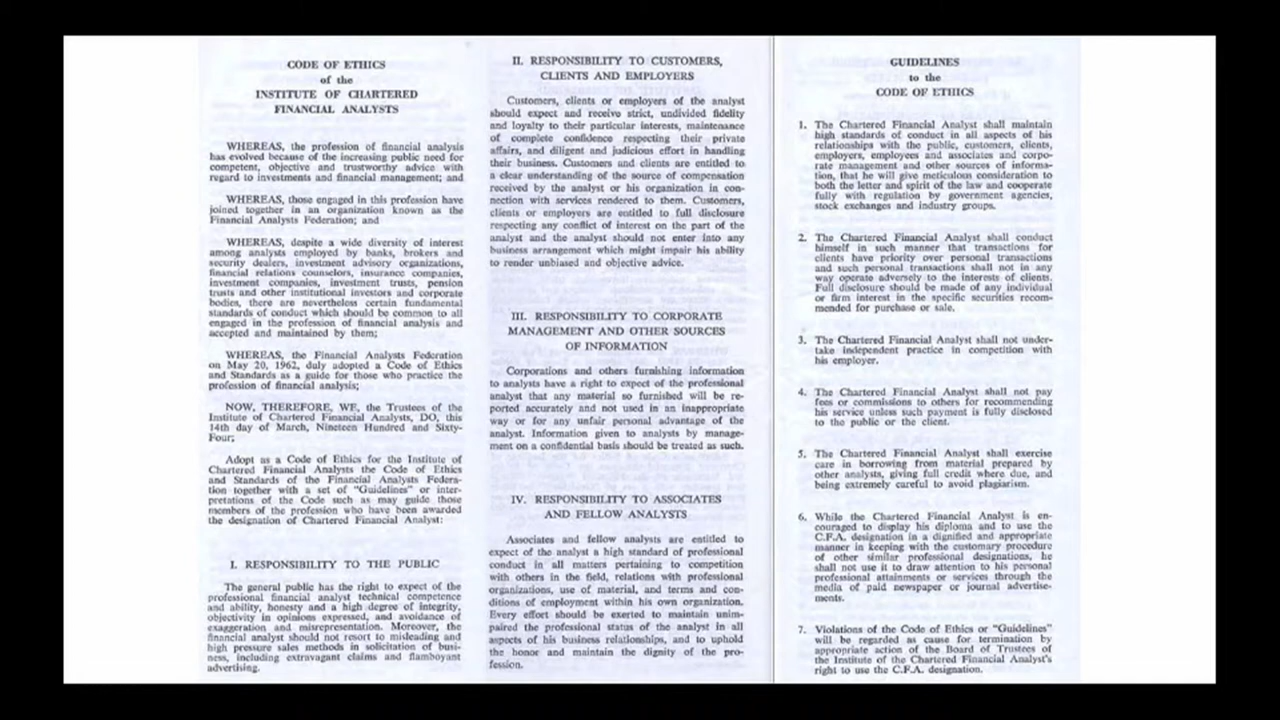 CODE OF ETHICS
of the
INSTITUTE OF CHARTERED
FINANCIAL ANALYSTS
WHEREAS, the profession of financial analysis
has evolved because of the increasing public need for
competent, objective and trustworthy advice with
regard to investments and financial management; and
WHEREAS, those engaged in this profession have
joined together in an organization known as the
Financial Analysts Federation; and
WHEREAS, despite a wide diversity of interest
among analysts employed by banks, brokers and
security dealers, investment advisory organizations,
financial relations counselors, insurance companies,
investment companies, investment trusts, pension
trusts and other institutional investors and corporate
bodies, there are nevertheless certain fundamental
standards of conduct which should be common to all
engaged in the profession of financial analysis and
accepted and maintained by them;
WHEREAS, the Financial Analysts Federation
on May 20, 1962, duly adopted a Code of Ethics
and Standards as a guide for those who practice the
profession of financial analysis;
NOW, THEREFORE, WE, the Trustees of the
Institute of Chartered Financial Analysts, DO, this
14th day of March, Nineteen Hundred and Sixty-
Four;
Adopt as a Code of Ethics for the Institute of
Chartered Financial Analysts the Code of Ethics
and Standards of the Financial Analysts Federa-
tion together with a set of "Guidelines" or inter-
pretations of the Code such as may guide those
members of the profession who have been awarded
the designation of Chartered Financial Analyst:
I. RESPONSIBILITY TO THE PUBLIC
The general public has the right to expect of the
professional financial analyst technical competence
and ability, honesty and a high degree of integrity,
objectivity in opinions expressed, and avoidance of
exaggeration and misrepresentation. Moreover, the
financial analyst should not resort to misleading and
high pressure sales methods in solicitation of busi-
ness, including extravagant claims and flamboyant
advertising.
II. RESPONSIBILITY TO CUSTOMERS,
CLIENTS AND EMPLOYERS
Customers, clients or employers of the analyst
should expect and receive strict, undivided fidelity
and loyalty to their particular interests, maintenance
of complete confidence respecting their private
affairs, and diligent and judicious effort in handling
their business. Customers and clients are entitled to
a clear understanding of the source of compensation
received by the analyst or his organization in con-
nection with services rendered to them. Customers,
clients or employers are entitled to full disclosure
respecting any conflict of interest on the part of the
analyst and the analyst should not enter into any
business arrangement which might impair his ability
to render unbiased and objective advice.
III. RESPONSIBILITY TO CORPORATE
MANAGEMENT AND OTHER SOURCES
OF INFORMATION
Corporations and others furnishing information
to analysts have a right to expect of the professional
analyst that any material so furnished will be re-
ported accurately and not used in an inappropriate
way or for any unfair personal advantage of the
analyst. Information given to analysts by manage-
ment on a confidential basis should be treated as such.
IV. RESPONSIBILITY TO ASSOCIATES
AND FELLOW ANALYSTS
Associates and fellow analysts are entitled to
expect of the analyst a high standard of professional
conduct in all matters pertaining to competition
with others in the field, relations with professional
organizations, use of material, and terms and con-
ditions of employment within his own organization.
Every effort should be exerted to maintain unim-
paired the professional status of the analyst in all
aspects of his business relationships, and to uphold
the honor and maintain the dignity of the pro-
fession.
GUIDELINES
to the
CODE OF ETHICS
1. The Chartered Financial Analyst shall maintain
high standards of conduct in all aspects of his
relationships with the public, customers, clients,
employers, employees and associates and corpo-
rate management and other sources of informa-
tion, that he will give meticulous consideration to
both the letter and spirit of the law and cooperate
fully with regulation by government agencies,
stock exchanges and industry groups.
2. The Chartered Financial Analyst shall conduct
himself in such manner that transactions for
clients have priority over personal transactions
and such personal transactions shall not in any
way operate adversely to the interests of clients.
Full disclosure should be made of any individual
or firm interest in the specific securities recom-
mended for purchase or sale.
3. The Chartered Financial Analyst shall not under-
take independent practice in competition with
his employer.
4. The Chartered Financial Analyst shall not pay
fees or commissions to others for recommending
his service unless such payment is fully disclosed
to the public or the client.
5. The Chartered Financial Analyst shall exercise
care in borrowing from material prepared by
other analysts, giving full credit where due, and
being extremely careful to avoid plagiarism.
6. While the Chartered Financial Analyst is en-
couraged to display his diploma and to use the
C.F.A. designation in a dignified and appropriate
manner in keeping with the customary procedure
of other similar professional designations, he
shall not use it to draw attention to his personal
professional attainments or services through the
media of paid newspaper or journal advertise-
ments.
7. Violations of the Code of Ethics or "Guidelines"
will be regarded as cause for termination by
appropriate action of the Board of Trustees of
the Institute of the Chartered Financial Analyst's
right to use the C.F.A. designation.